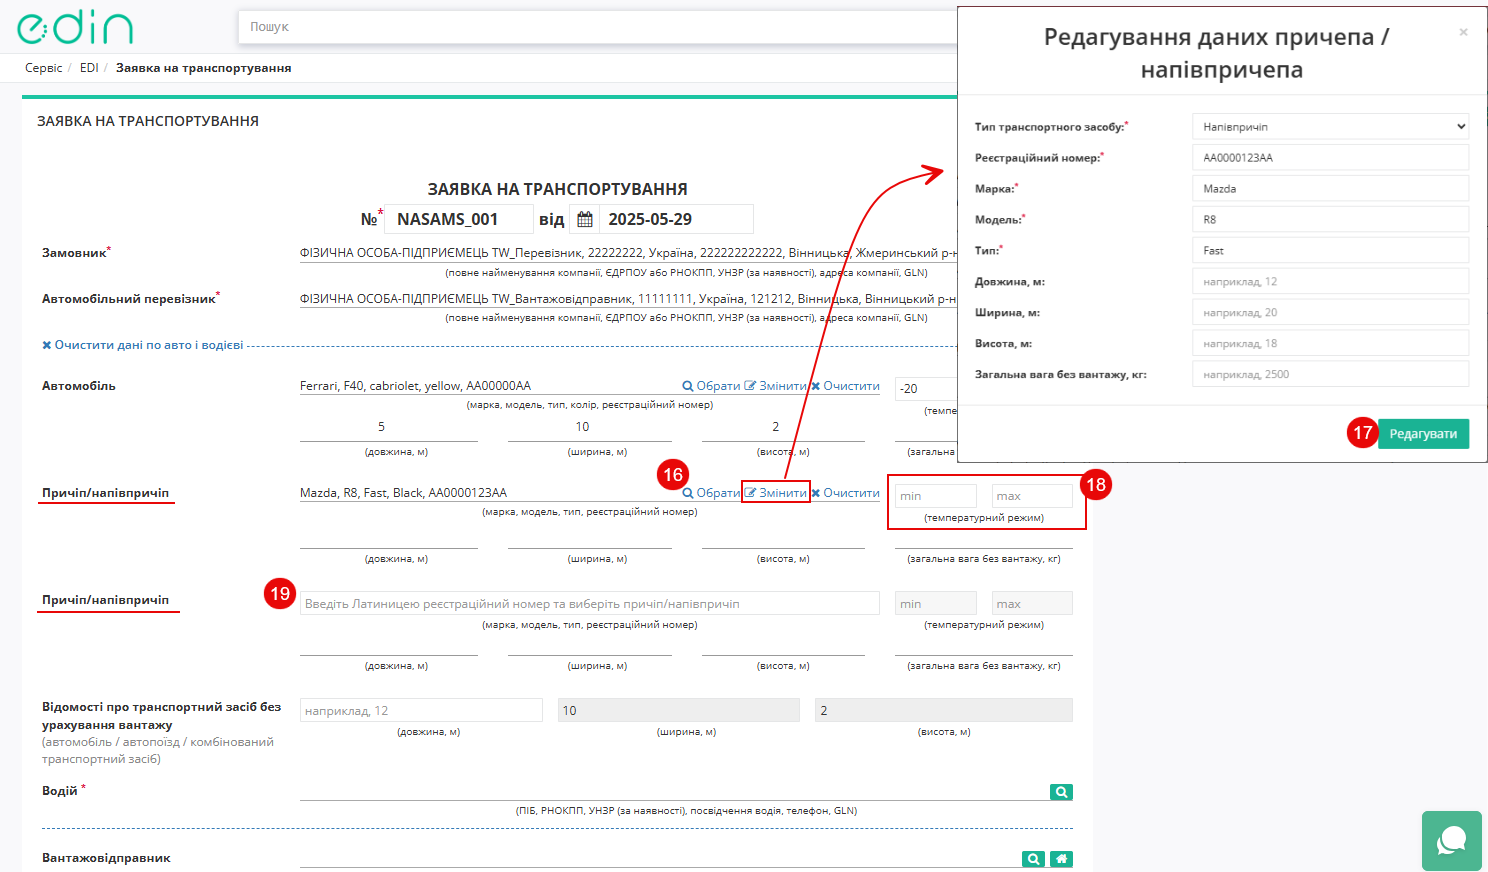 edin
Пошук
Сервіс / EDI / Заявка на транспортування
ЗАЯВКА НА ТРАНСПОРТУВАННЯ
ЗАЯВКА НА ТРАНСПОРТУВАННЯ
№* NASAMS_001 від 2025-05-29
Замовник*
ФІЗИЧНА ОСОБА-ПІДПРИЄМЕЦЬ TW_Перевізник, 22222222, Україна, 222222222222, Вінницька, Жмеринський р-н
(повне найменування компанії, ЄДРПОУ або РНОКПП, УНЗР (за наявності), адреса компанії, GLN)
Автомобільний перевізник*
ФІЗИЧНА ОСОБА-ПІДПРИЄМЕЦЬ TW_Вантажовідправник, 11111111, Україна, 121212, Вінницька, Вінницький р-н
(повне найменування компанії, ЄДРПОУ або РНОКПП, УНЗР (за наявності), адреса компанії, GLN)
Очистити дані по авто і водієві
Автомобіль
Ferrari, F40, cabriolet, yellow, AA00000AA Обрати Змінити Очистити -20
(марка, модель, тип, колір, реєстраційний номер) (темпе
5 10 2
(довжина, м) (ширина, м) (висота, м) (загальна
16
Причіп/напівпричіп
Mazda, R8, Fast, Black, AA0000123AA Обрати Змінити Очистити min max 18
(марка, модель, тип, реєстраційний номер) (температурний режим)
(довжина, м) (ширина, м) (висота, м) (загальна вага без вантажу, кг)
Причіп/напівпричіп
19 Введіть Латиницею реєстраційний номер та виберіть причіп/напівпричіп min max
(марка, модель, тип, реєстраційний номер) (температурний режим)
(довжина, м) (ширина, м) (висота, м) (загальна вага без вантажу, кг)
Відомості про транспортний засіб без
урахування вантажу
(автомобіль / автопоїзд / комбінований
транспортний засіб)
наприклад, 12 10 2
(довжина, м) (ширина, м) (висота, м)
Водій *
(ПІБ, РНОКПП, УНЗР (за наявності), посвідчення водія, телефон, GLN)
Вантажовідправник
Редагування даних причепа /
напівпричепа
×
Тип транспортного засобу:* Напівпричіп
Реєстраційний номер:* AA0000123AA
Марка:* Mazda
Модель:* R8
Тип:* Fast
Довжина, м: наприклад, 12
Ширина, м: наприклад, 20
Висота, м: наприклад, 18
Загальна вага без вантажу, кг: наприклад, 2500
17 Редагувати